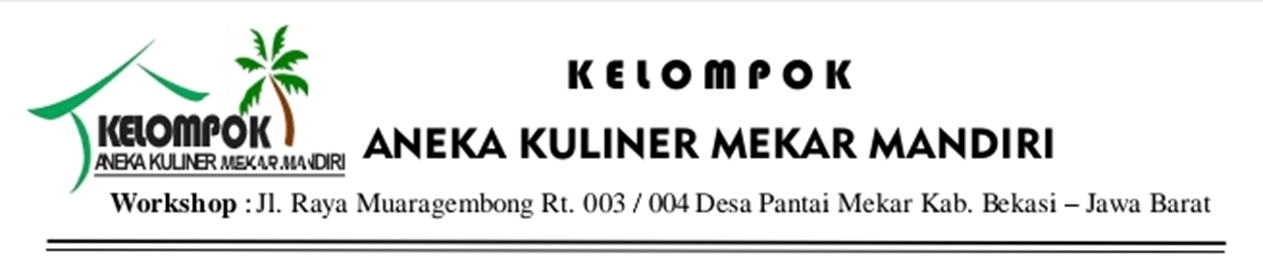 KELOMPOK
ANEKA KULINER MEKAR MANDIRI
KELOMPOK
ANEKA KULINER MEKAR MANDIRI
Workshop : Jl. Raya Muaragembong Rt. 003 / 004 Desa Pantai Mekar Kab. Bekasi – Jawa Barat